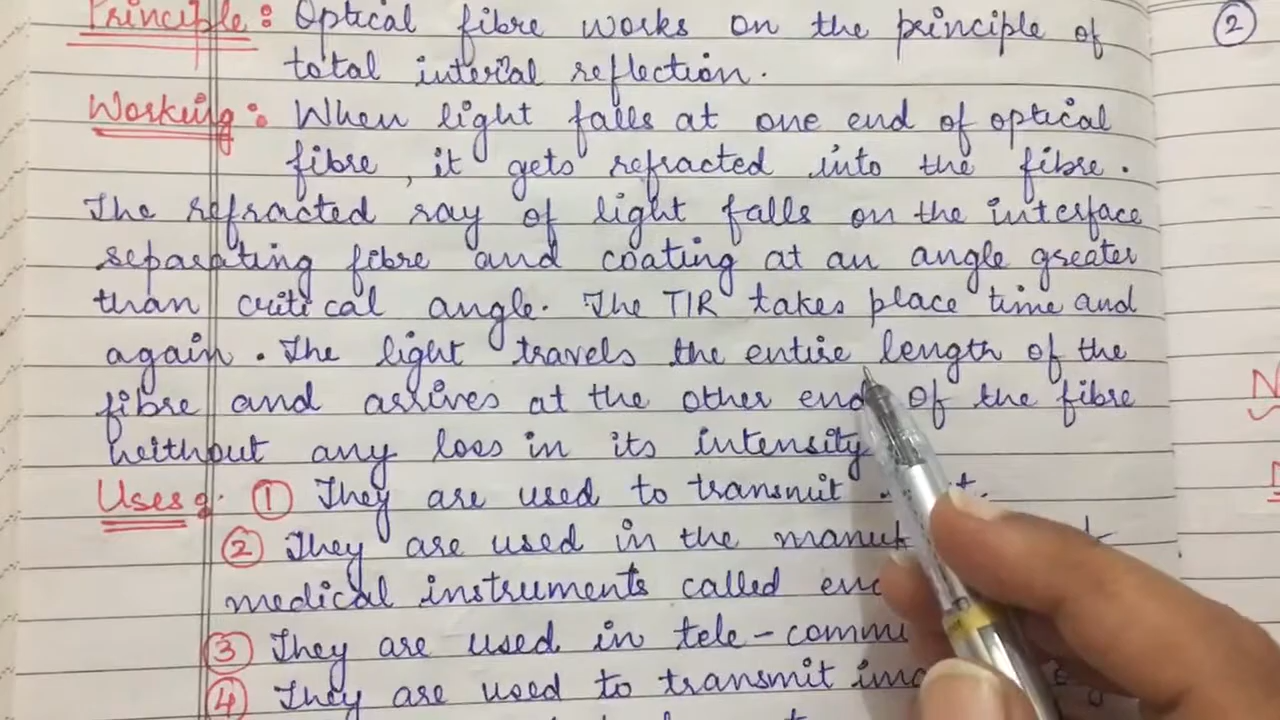 Principle: Optical fibre works on the principle of
total interal reflection.
Working: When light falls at one end of optical
fibre, it gets refracted into the fibre.
The refracted ray of light falls on the interface
separating fibre and coating at an angle greater
than critical angle. The TIR takes place time and
again. The light travels the entire length of the
fibre and arrives at the other end of the fibre
without any loss in its intensity
Uses: ① They are used to transmit
② They are used in the
medical instruments called
③ They are used in
④ They are used to transmit
②
N